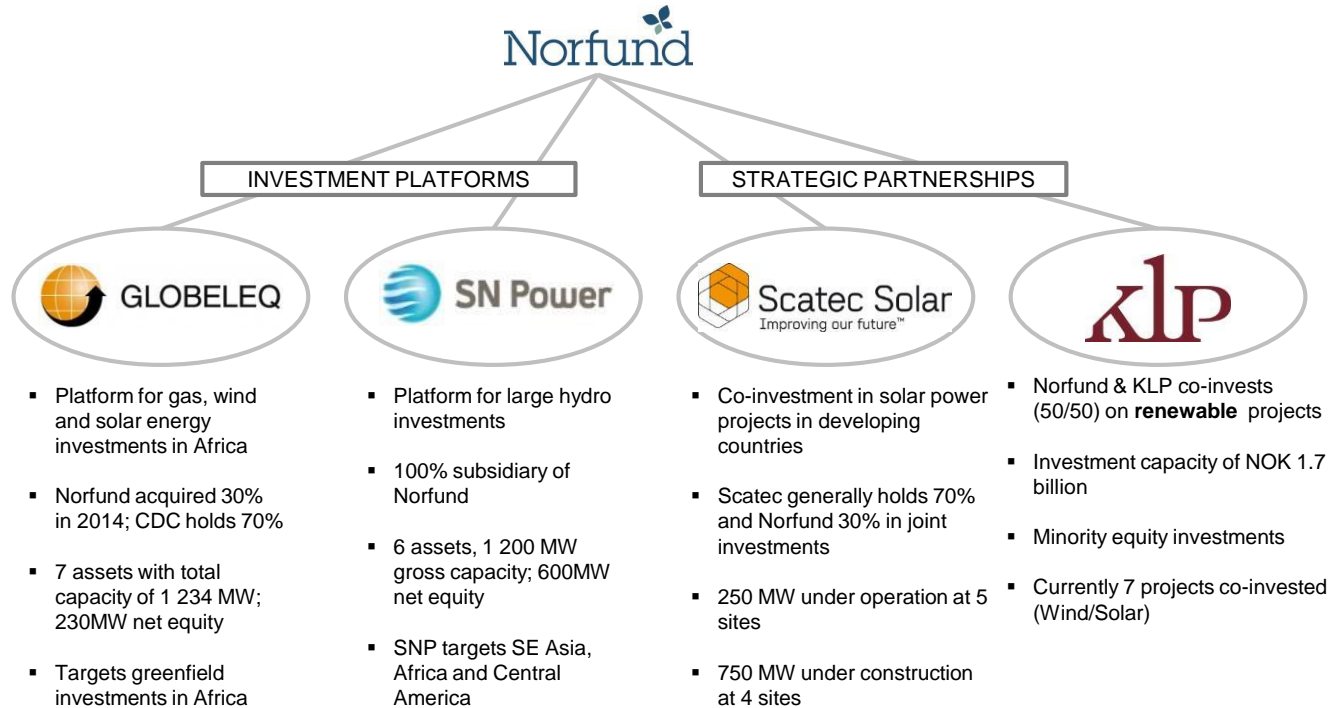 Norfund
INVESTMENT PLATFORMS
STRATEGIC PARTNERSHIPS
GLOBELEQ
▪ Platform for gas, wind
and solar energy
investments in Africa
▪ Norfund acquired 30%
in 2014; CDC holds 70%
▪ 7 assets with total
capacity of 1 234 MW;
230MW net equity
▪ Targets greenfield
investments in Africa
SN Power
▪ Platform for large hydro
investments
▪ 100% subsidiary of
Norfund
▪ 6 assets, 1 200 MW
gross capacity; 600MW
net equity
▪ SNP targets SE Asia,
Africa and Central
America
Scatec Solar
Improving our future™
▪ Co-investment in solar power
projects in developing
countries
▪ Scatec generally holds 70%
and Norfund 30% in joint
investments
▪ 250 MW under operation at 5
sites
▪ 750 MW under construction
at 4 sites
KLP
▪ Norfund & KLP co-invests
(50/50) on renewable projects
▪ Investment capacity of NOK 1.7
billion
▪ Minority equity investments
▪ Currently 7 projects co-invested
(Wind/Solar)